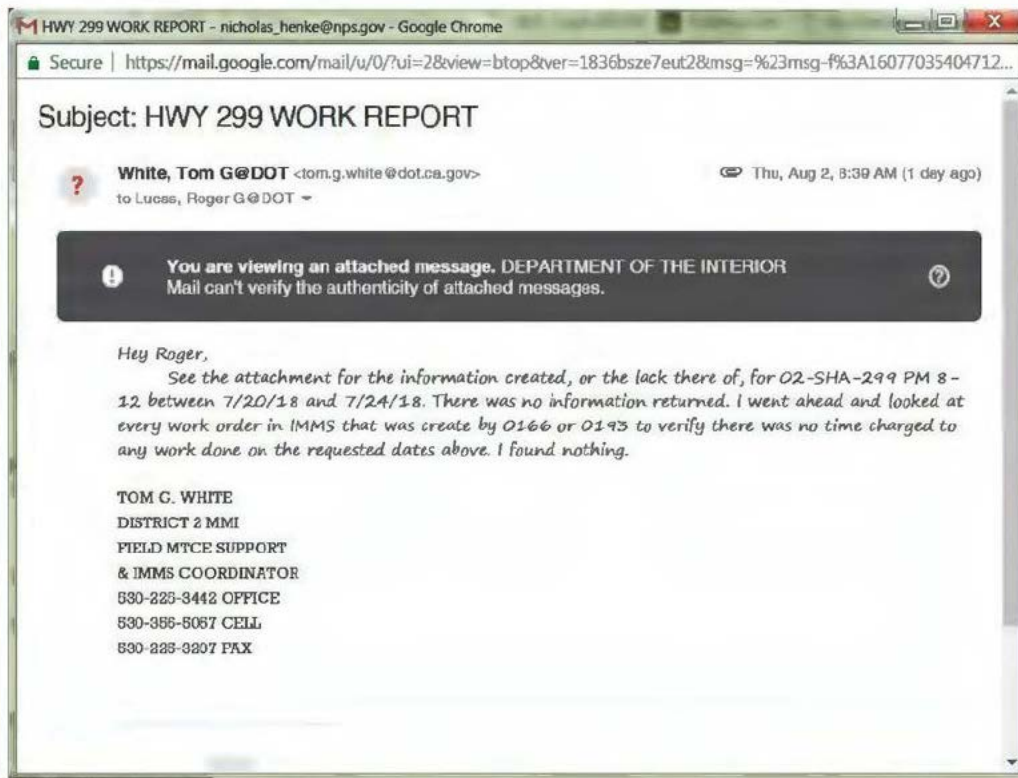 HWY 299 WORK REPORT - nicholas_henke@nps.gov - Google Chrome
Secure | https://mail.google.com/mail/u/0/?ui=2&view=btop&ver=1836bsze7eut2&msg=%23msg-f%3A16077035404712...
Subject: HWY 299 WORK REPORT
White, Tom G@DOT <tom.g.white@dot.ca.gov>
Thu, Aug 2, 8:39 AM (1 day ago)
to Lucas, Roger G@DOT
You are viewing an attached message. DEPARTMENT OF THE INTERIOR
Mail can't verify the authenticity of attached messages.
Hey Roger,
See the attachment for the information created, or the lack there of, for 02-SHA-299 PM 8-
12 between 7/20/18 and 7/24/18. There was no information returned. I went ahead and looked at
every work order in IMMS that was create by 0166 or 0193 to verify there was no time charged to
any work done on the requested dates above. I found nothing.
TOM G. WHITE
DISTRICT 2 MMI
FIELD MTCE SUPPORT
& IMMS COORDINATOR
530-225-3442 OFFICE
530-356-5067 CELL
530-225-3207 FAX